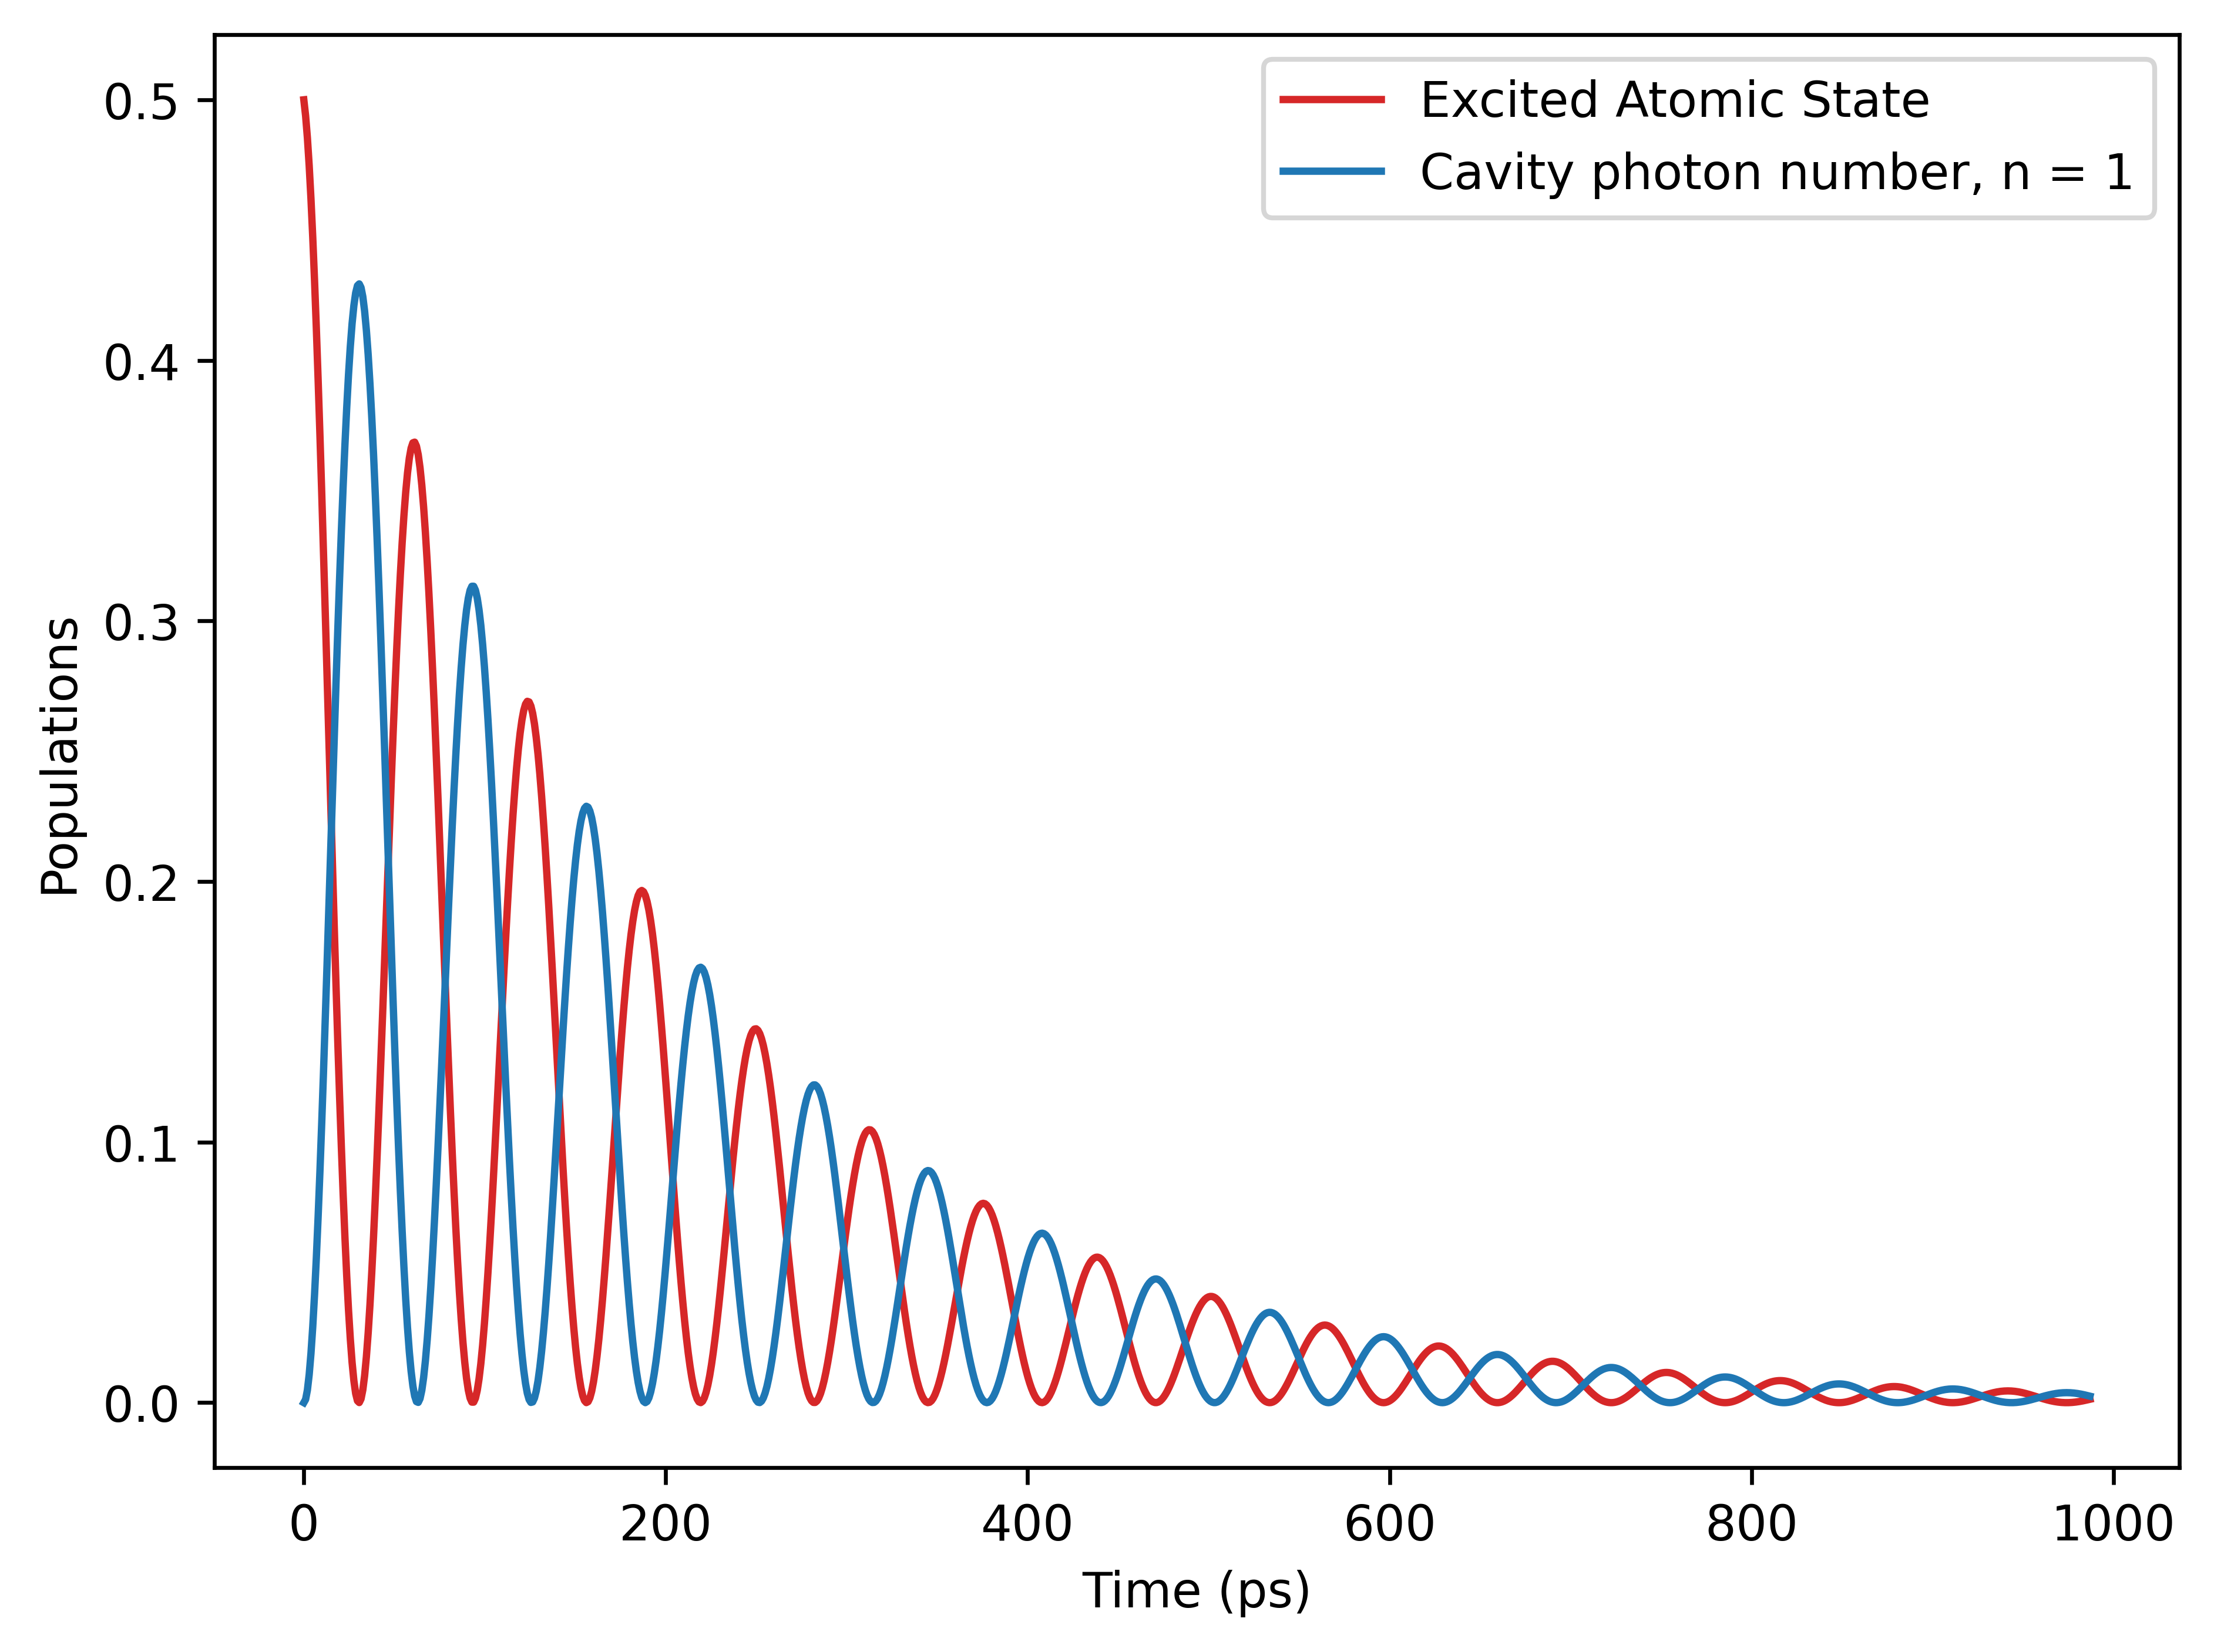 Excited Atomic State
Cavity photon number, n = 1
0.5
0.4
0.3
0.2
0.1
0.0
Populations
0 200 400 600 800 1000
Time (ps)